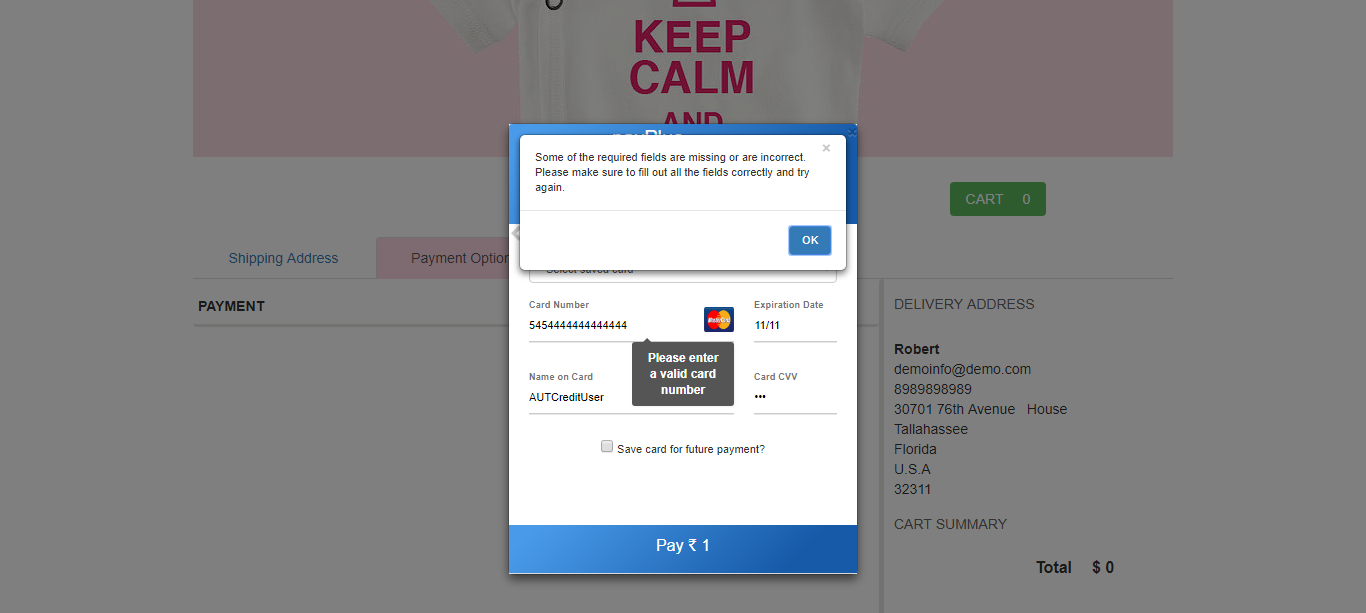 KEEP
CALM
AND
×
Some of the required fields are missing or are incorrect.
Please make sure to fill out all the fields correctly and try
again.
OK
CART 0
Shipping Address
Payment Option
Select saved card
PAYMENT
Card Number
5454444444444444
MasterCard
Expiration Date
11/11
Please enter
a valid card
number
Name on Card
AUTCreditUser
Card CVV
•••
Save card for future payment?
Pay ₹ 1
DELIVERY ADDRESS
Robert
demoinfo@demo.com
8989898989
30701 76th Avenue House
Tallahassee
Florida
U.S.A
32311
CART SUMMARY
Total $ 0